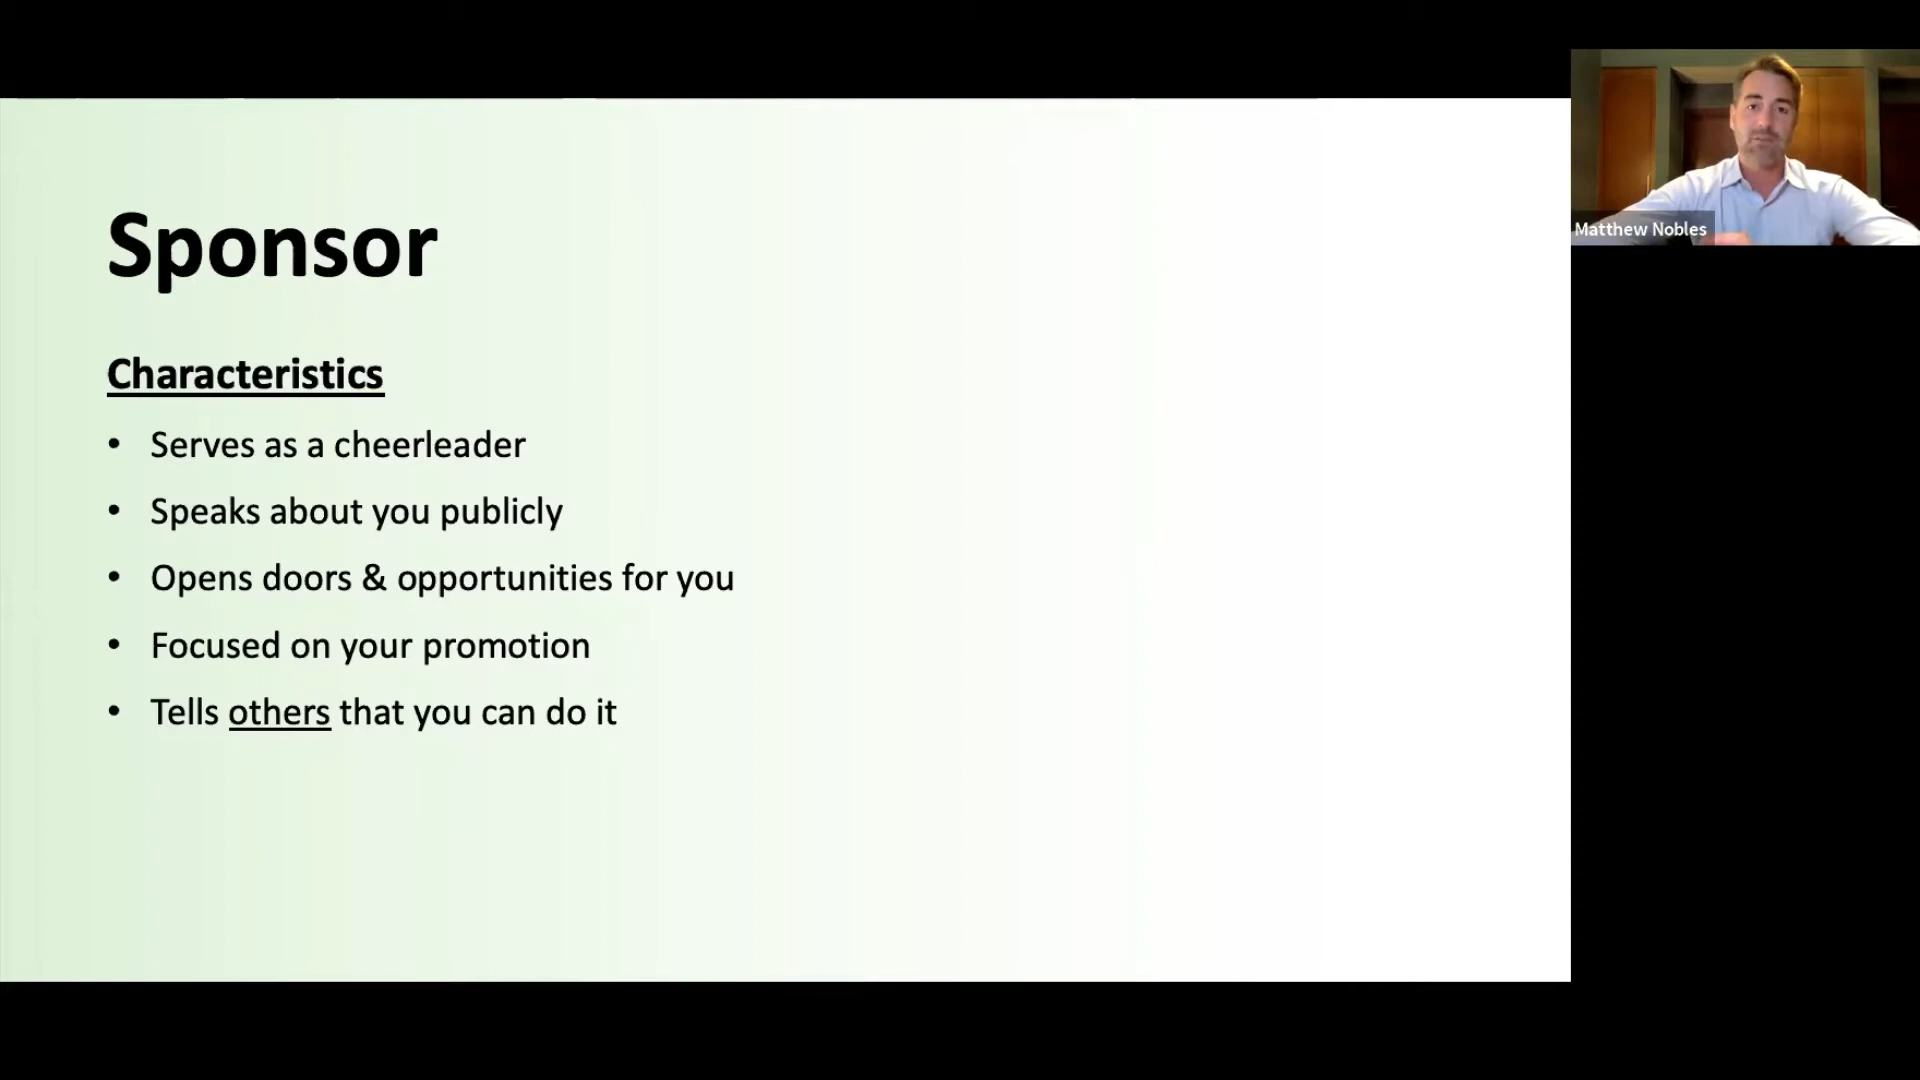 Sponsor
Characteristics
• Serves as a cheerleader
• Speaks about you publicly
• Opens doors & opportunities for you
• Focused on your promotion
• Tells others that you can do it
Matthew Nobles